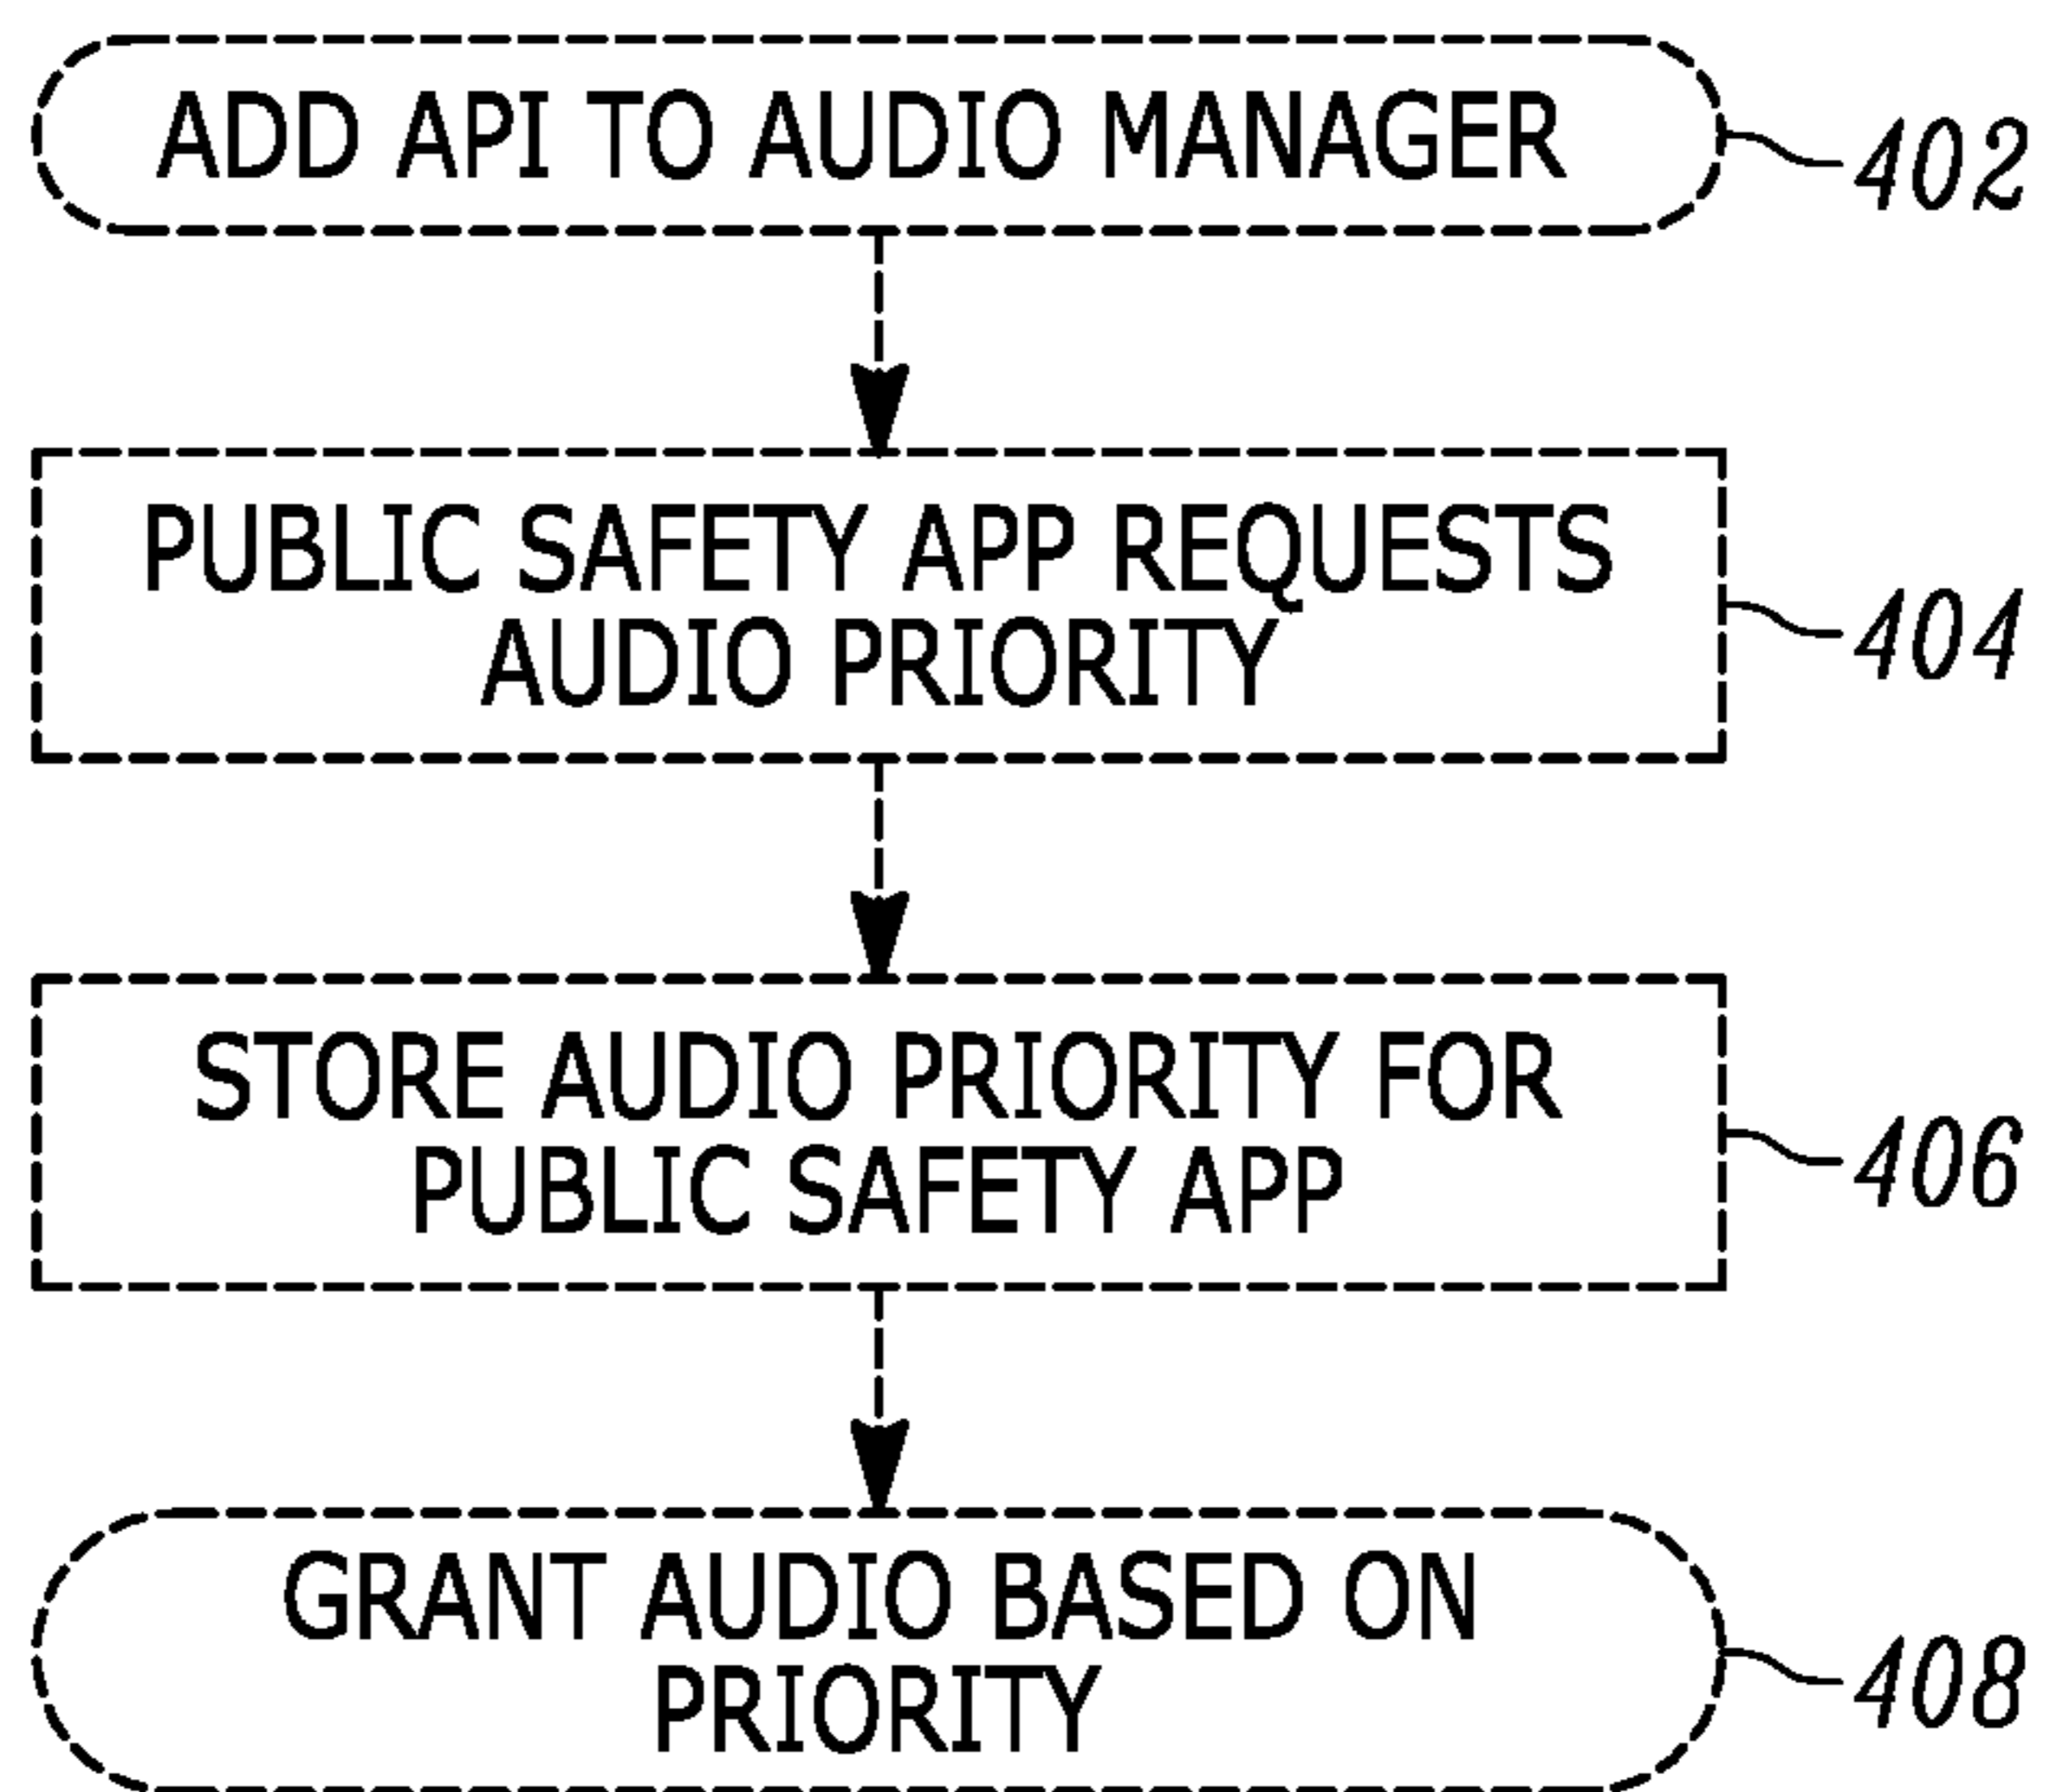 ADD API TO AUDIO MANAGER
402
PUBLIC SAFETY APP REQUESTS
AUDIO PRIORITY
404
STORE AUDIO PRIORITY FOR
PUBLIC SAFETY APP
406
GRANT AUDIO BASED ON
PRIORITY
408